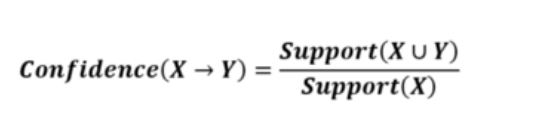 Confidence(X → Y) = Support(X ∪ Y) / Support(X)